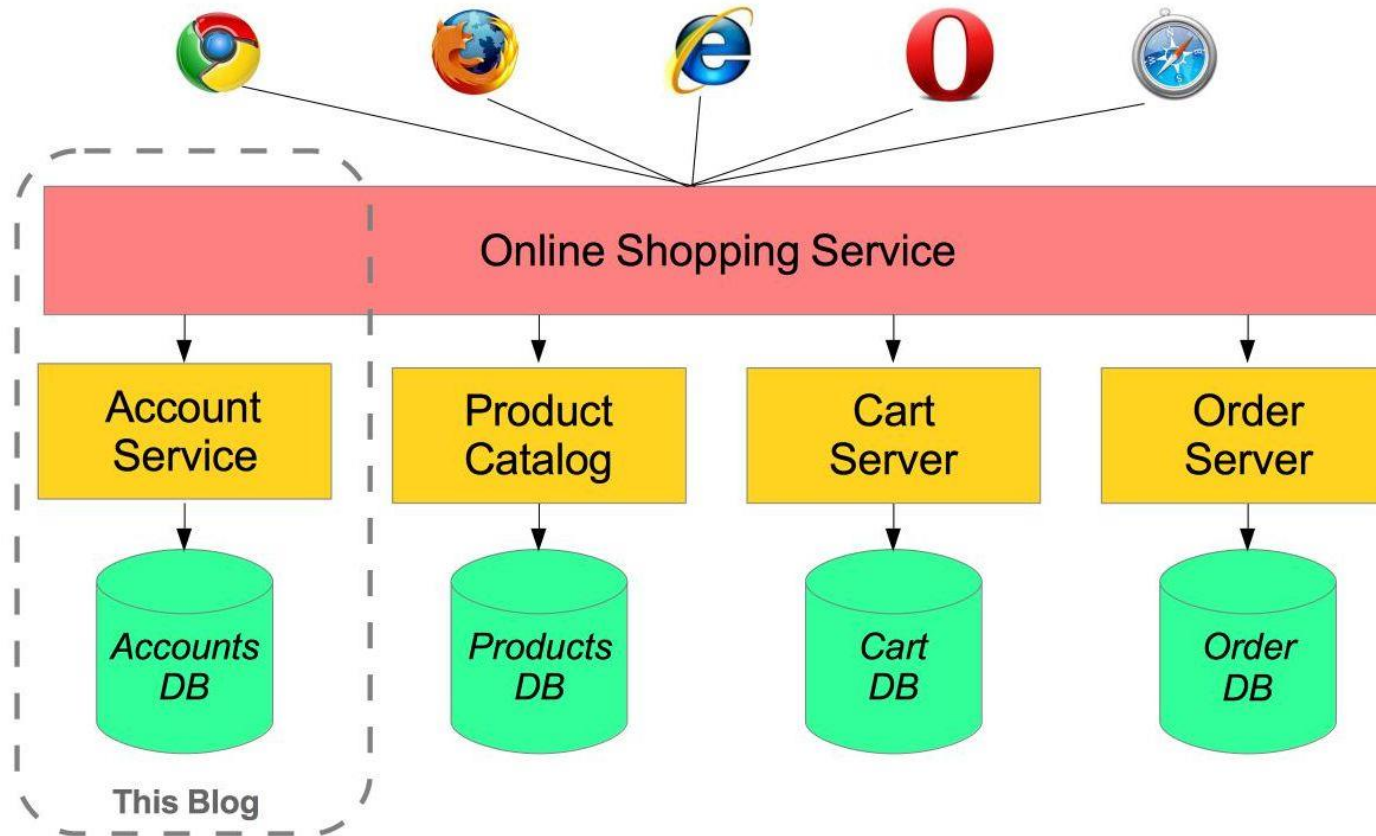 Online Shopping Service
Account
Service
Product
Catalog
Cart
Server
Order
Server
Accounts
DB
Products
DB
Cart
DB
Order
DB
This Blog